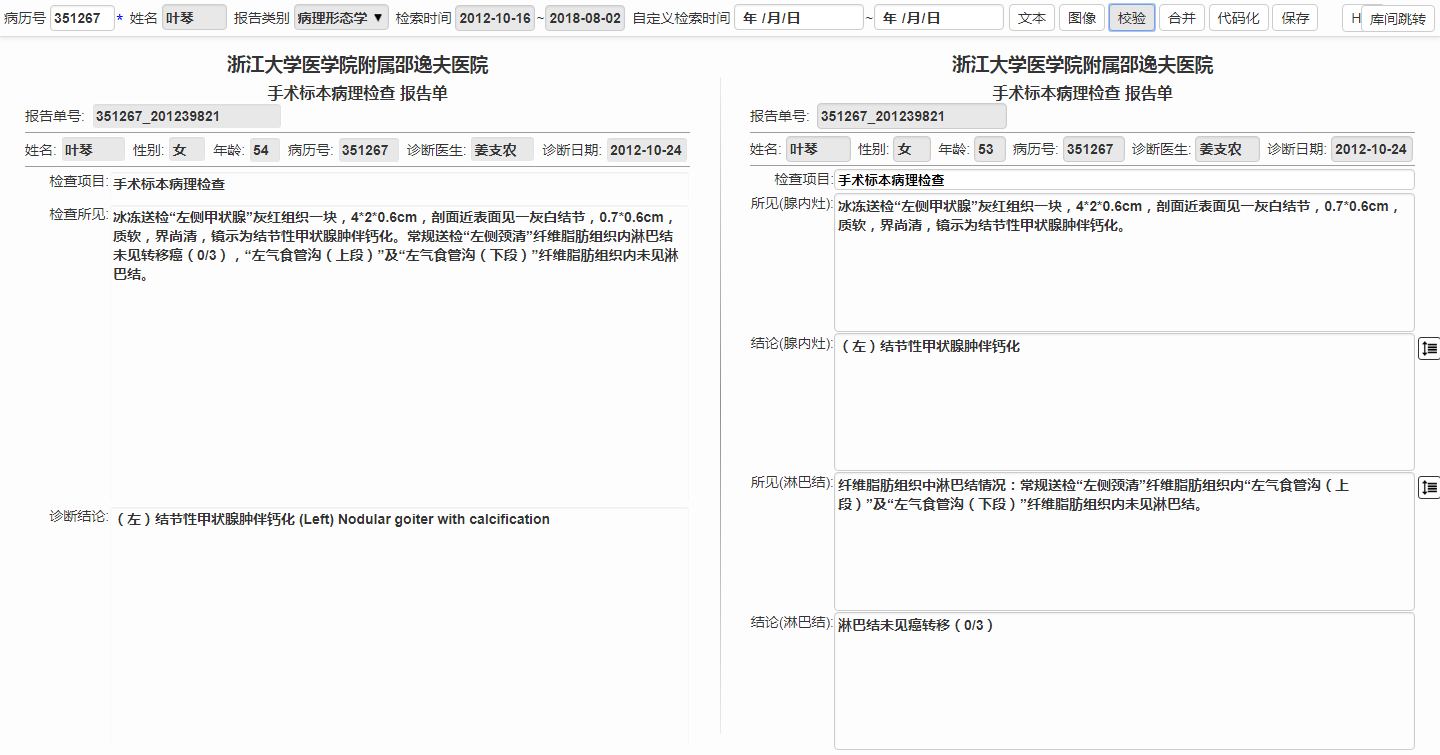 病历号 351267 * 姓名 叶琴 报告类别 病理形态学 ▼ 检索时间 2012-10-16 ~ 2018-08-02 自定义检索时间 年 /月/日 ~ 年 /月/日 文本 图像 校验 合并 代码化 保存 H 库间跳转
浙江大学医学院附属邵逸夫医院
手术标本病理检查 报告单
报告单号: 351267_201239821
姓名: 叶琴 性别: 女 年龄: 54 病历号: 351267 诊断医生: 姜支农 诊断日期: 2012-10-24
检查项目: 手术标本病理检查
检查所见: 冰冻送检“左侧甲状腺”灰红组织一块，4*2*0.6cm，剖面近表面见一灰白结节，0.7*0.6cm，
质软，界尚清，镜示为结节性甲状腺肿伴钙化。常规送检“左侧颈清”纤维脂肪组织内淋巴结
未见转移癌（0/3），“左气食管沟（上段）”及“左气食管沟（下段）”纤维脂肪组织内未见淋
巴结。
诊断结论: （左）结节性甲状腺肿伴钙化 (Left) Nodular goiter with calcification
浙江大学医学院附属邵逸夫医院
手术标本病理检查 报告单
报告单号: 351267_201239821
姓名: 叶琴 性别: 女 年龄: 53 病历号: 351267 诊断医生: 姜支农 诊断日期: 2012-10-24
检查项目: 手术标本病理检查
所见(腺内灶): 冰冻送检“左侧甲状腺”灰红组织一块，4*2*0.6cm，剖面近表面见一灰白结节，0.7*0.6cm，
质软，界尚清，镜示为结节性甲状腺肿伴钙化。
结论(腺内灶): （左）结节性甲状腺肿伴钙化
所见(淋巴结): 纤维脂肪组织中淋巴结情况：常规送检“左侧颈清”纤维脂肪组织内“左气食管沟（上
段）”及“左气食管沟（下段）”纤维脂肪组织内未见淋巴结。
结论(淋巴结): 淋巴结未见癌转移（0/3）